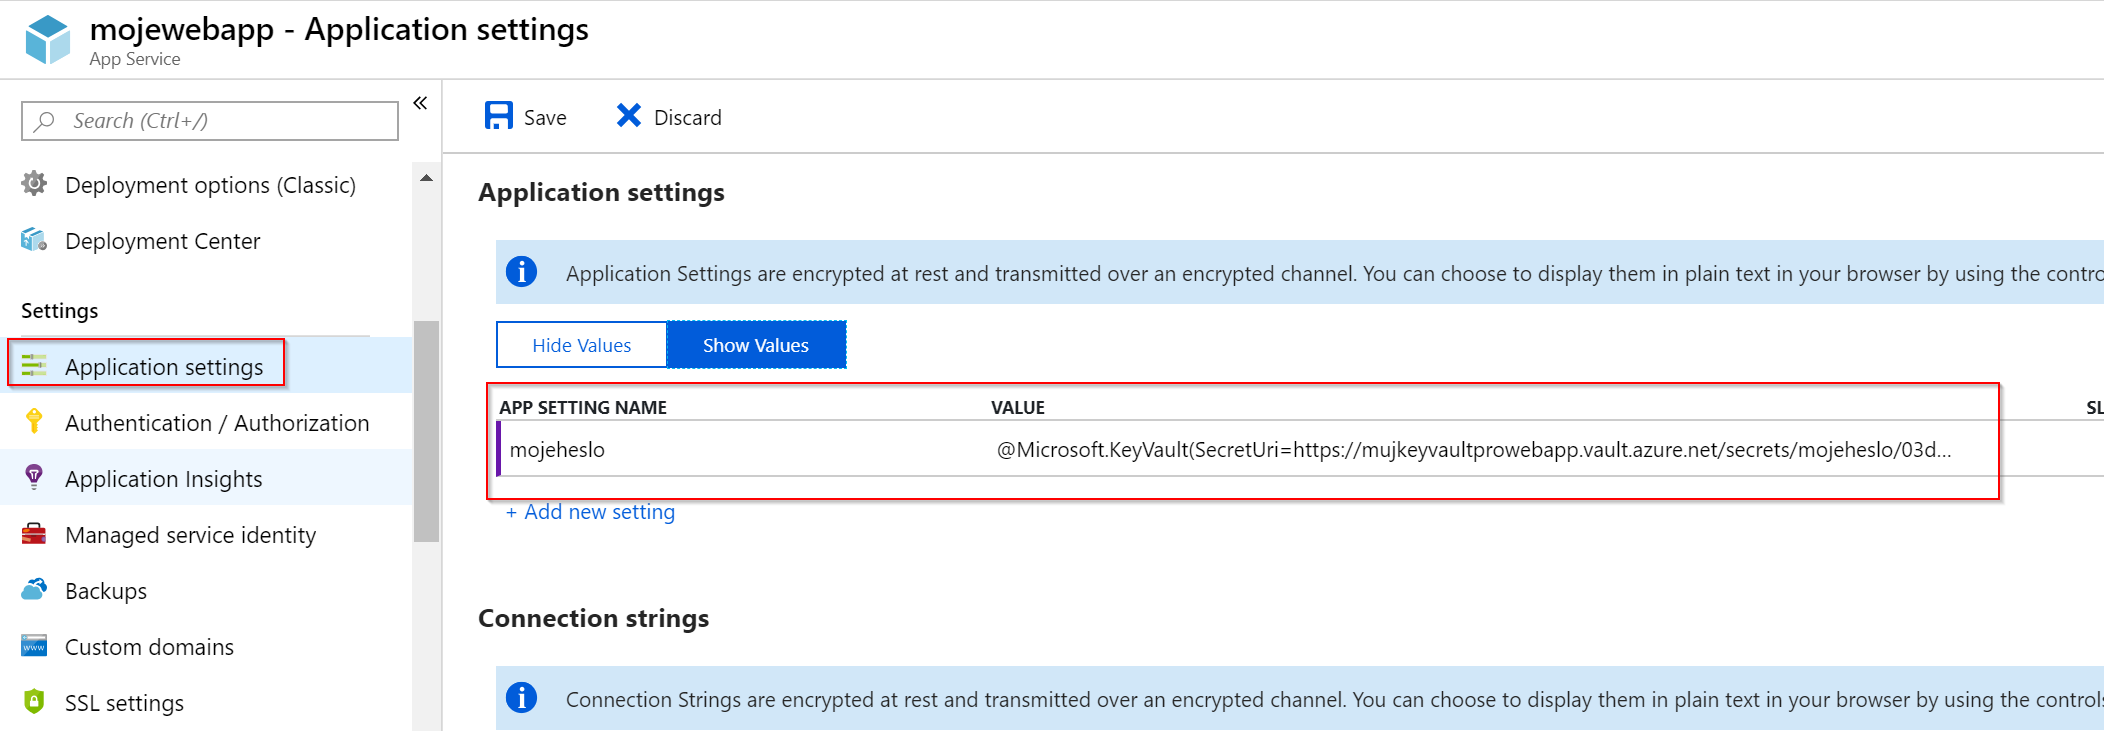 mojewebapp - Application settings
App Service
Search (Ctrl+/)
«
Deployment options (Classic)
Deployment Center
Settings
Application settings
Authentication / Authorization
Application Insights
Managed service identity
Backups
Custom domains
SSL settings
Save Discard
Application settings
Application Settings are encrypted at rest and transmitted over an encrypted channel. You can choose to display them in plain text in your browser by using the contro
Hide Values Show Values
APP SETTING NAME VALUE SL
mojeheslo @Microsoft.KeyVault(SecretUri=https://mujkeyvaultprowebapp.vault.azure.net/secrets/mojeheslo/03d...
+ Add new setting
Connection strings
Connection Strings are encrypted at rest and transmitted over an encrypted channel. You can choose to display them in plain text in your browser by using the controls